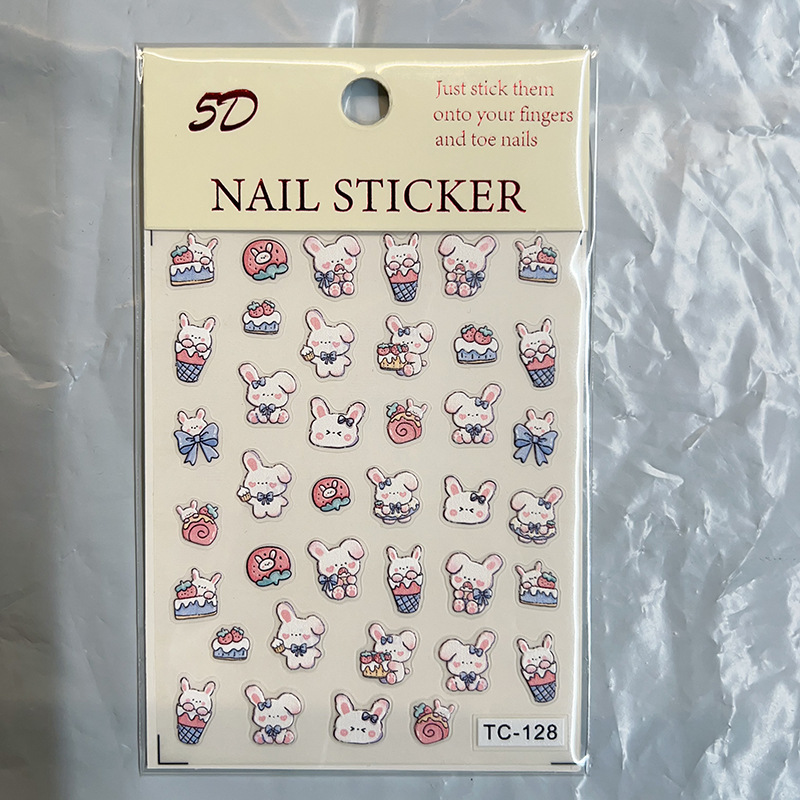 5D
Just stick them
onto your fingers
and toe nails
NAIL STICKER
TC-128